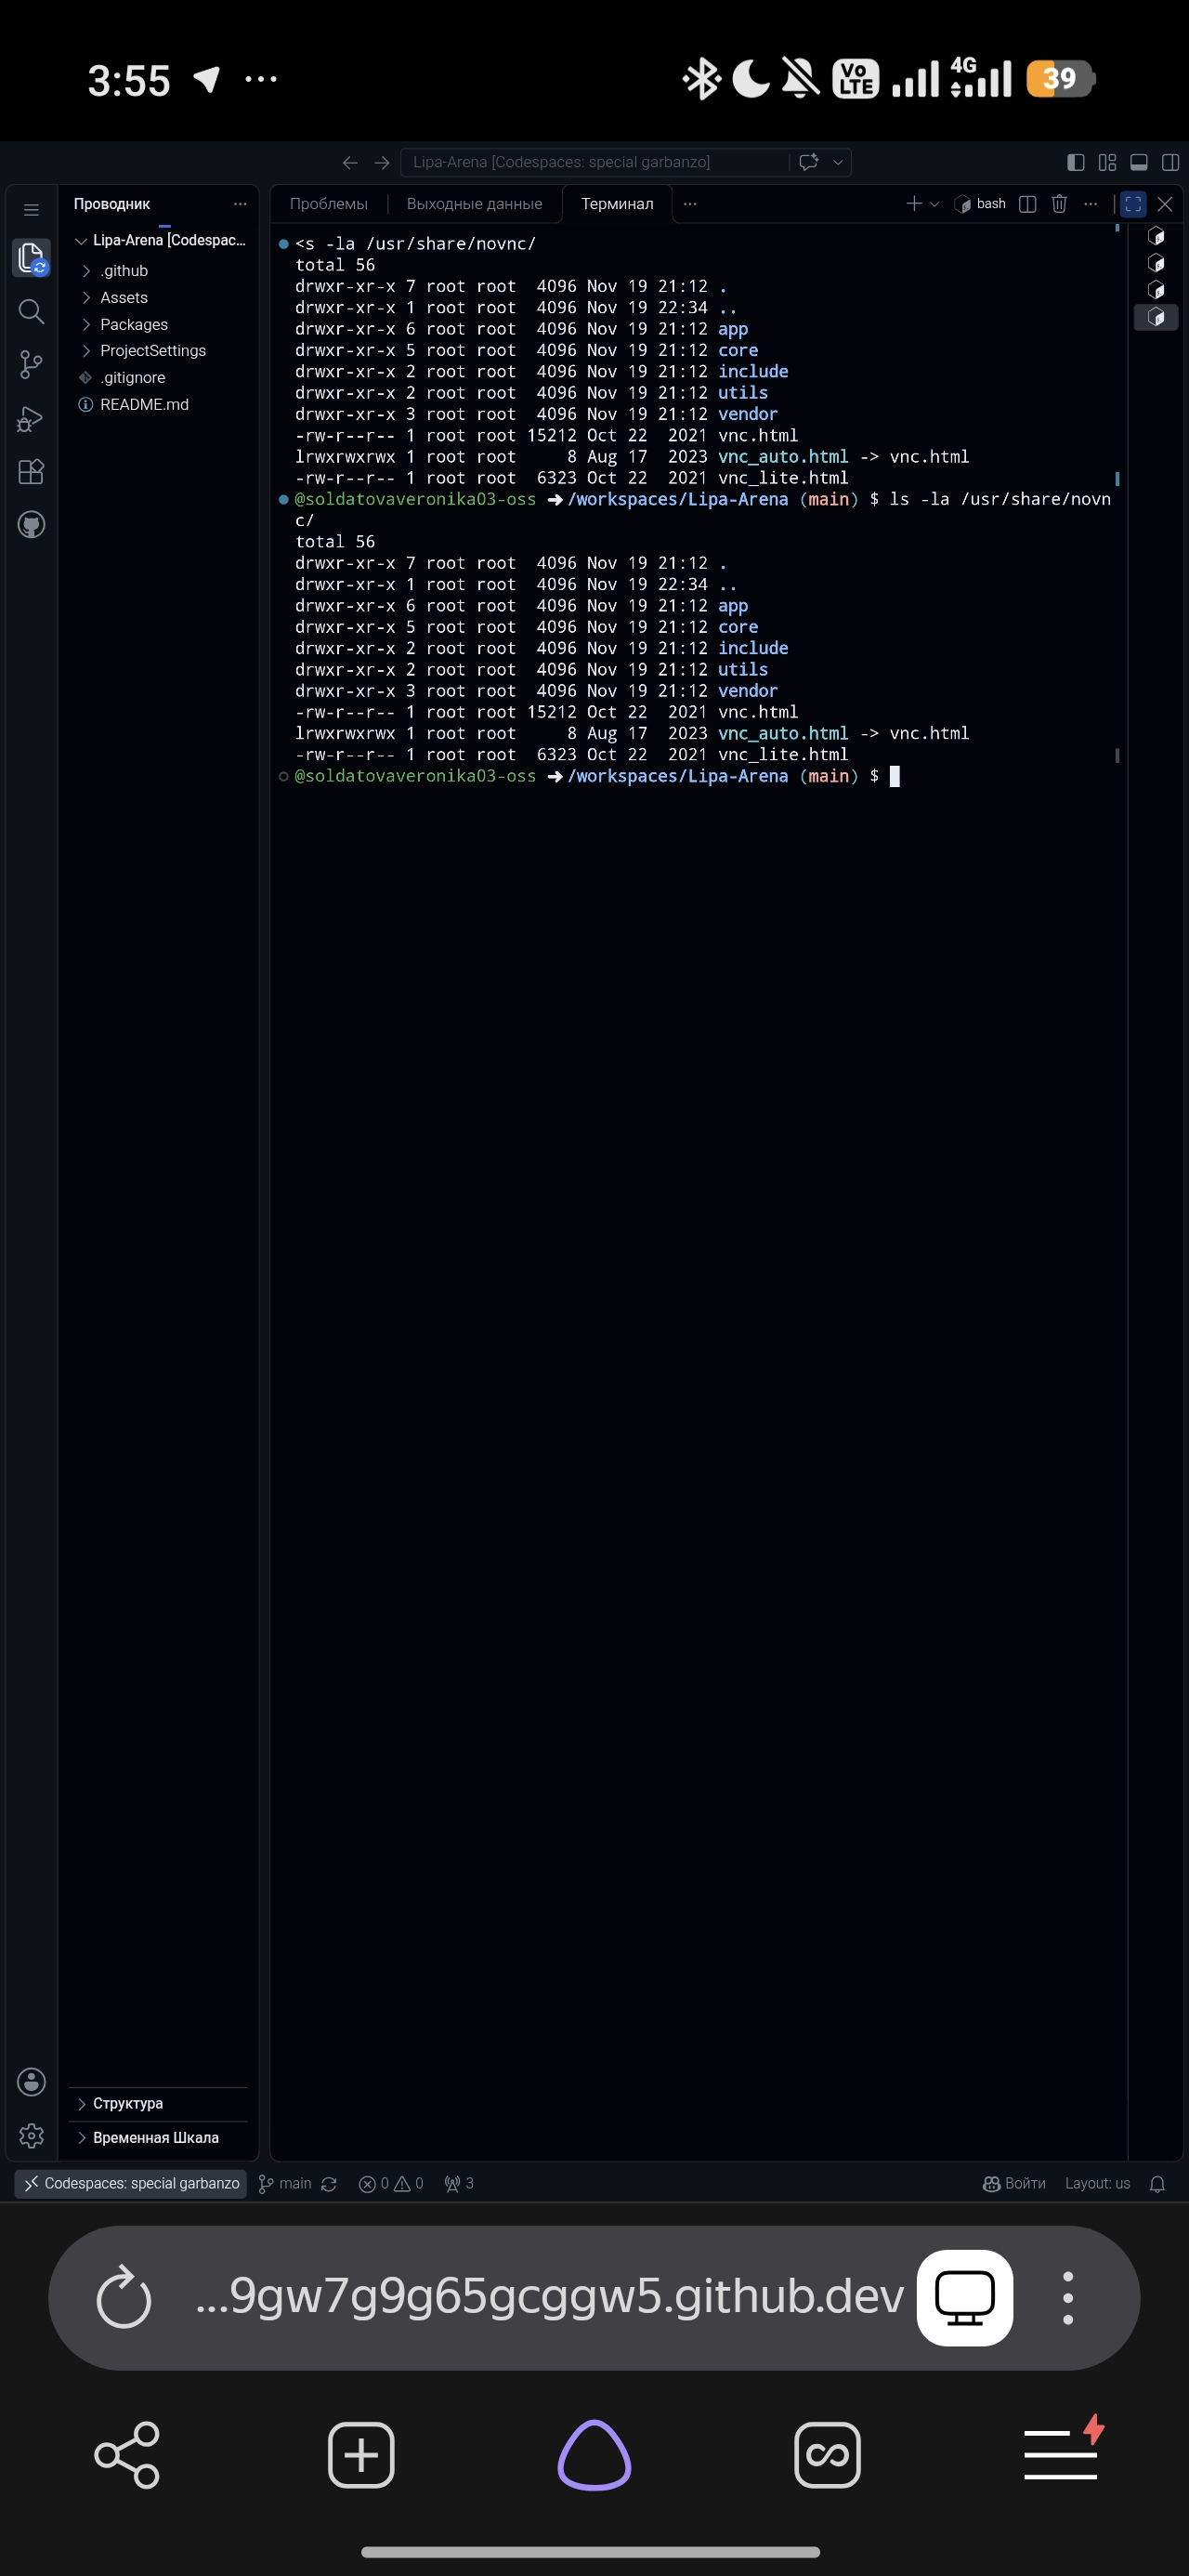 3:55
Vo
LTE
4G
39
Lipa-Arena [Codespaces: special garbanzo]
Проводник
Проблемы
Выходные данные
Терминал
bash
Lipa-Arena [Codespac...
.github
Assets
Packages
ProjectSettings
.gitignore
README.md
<s -la /usr/share/novnc/
total 56
drwxr-xr-x 7 root root  4096 Nov 19 21:12 .
drwxr-xr-x 1 root root  4096 Nov 19 22:34 ..
drwxr-xr-x 6 root root  4096 Nov 19 21:12 app
drwxr-xr-x 5 root root  4096 Nov 19 21:12 core
drwxr-xr-x 2 root root  4096 Nov 19 21:12 include
drwxr-xr-x 2 root root  4096 Nov 19 21:12 utils
drwxr-xr-x 3 root root  4096 Nov 19 21:12 vendor
-rw-r--r-- 1 root root 15212 Oct 22  2021 vnc.html
lrwxrwxrwx 1 root root     8 Aug 17  2023 vnc_auto.html -> vnc.html
-rw-r--r-- 1 root root  6323 Oct 22  2021 vnc_lite.html
@soldatovaveronika03-oss ➜ /workspaces/Lipa-Arena (main) $ ls -la /usr/share/novn
c/
total 56
drwxr-xr-x 7 root root  4096 Nov 19 21:12 .
drwxr-xr-x 1 root root  4096 Nov 19 22:34 ..
drwxr-xr-x 6 root root  4096 Nov 19 21:12 app
drwxr-xr-x 5 root root  4096 Nov 19 21:12 core
drwxr-xr-x 2 root root  4096 Nov 19 21:12 include
drwxr-xr-x 2 root root  4096 Nov 19 21:12 utils
drwxr-xr-x 3 root root  4096 Nov 19 21:12 vendor
-rw-r--r-- 1 root root 15212 Oct 22  2021 vnc.html
lrwxrwxrwx 1 root root     8 Aug 17  2023 vnc_auto.html -> vnc.html
-rw-r--r-- 1 root root  6323 Oct 22  2021 vnc_lite.html
@soldatovaveronika03-oss ➜ /workspaces/Lipa-Arena (main) $
Структура
Временная Шкала
Codespaces: special garbanzo
main
0
0
3
Войти
Layout: us
...9gw7g9g65gcggw5.github.dev